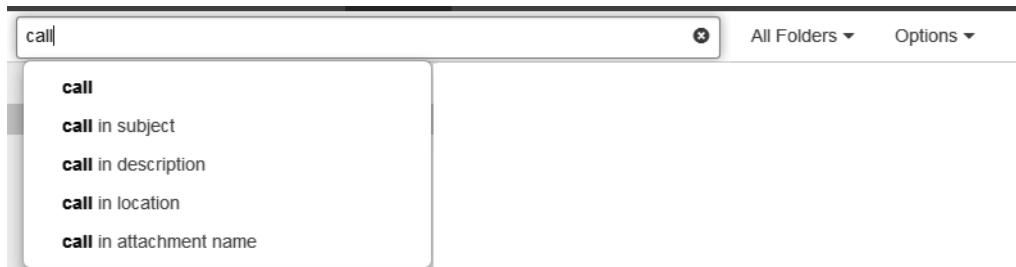 call All Folders Options
call
call in subject
call in description
call in location
call in attachment name